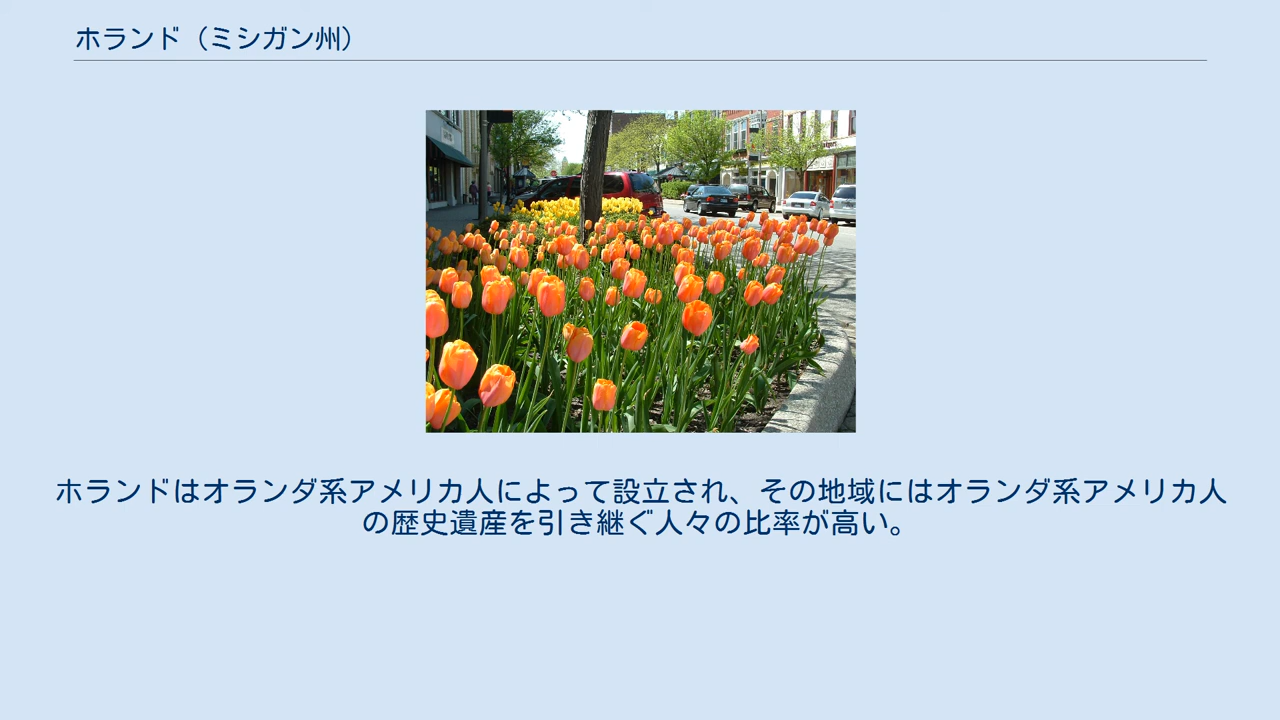 ホランド（ミシガン州）
ホランドはオランダ系アメリカ人によって設立され、その地域にはオランダ系アメリカ人
の歴史遺産を引き継ぐ人々の比率が高い。